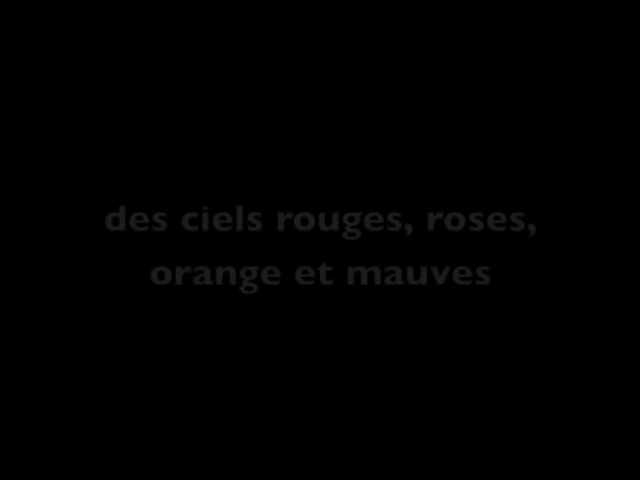 des ciels rouges, roses,
orange et mauves